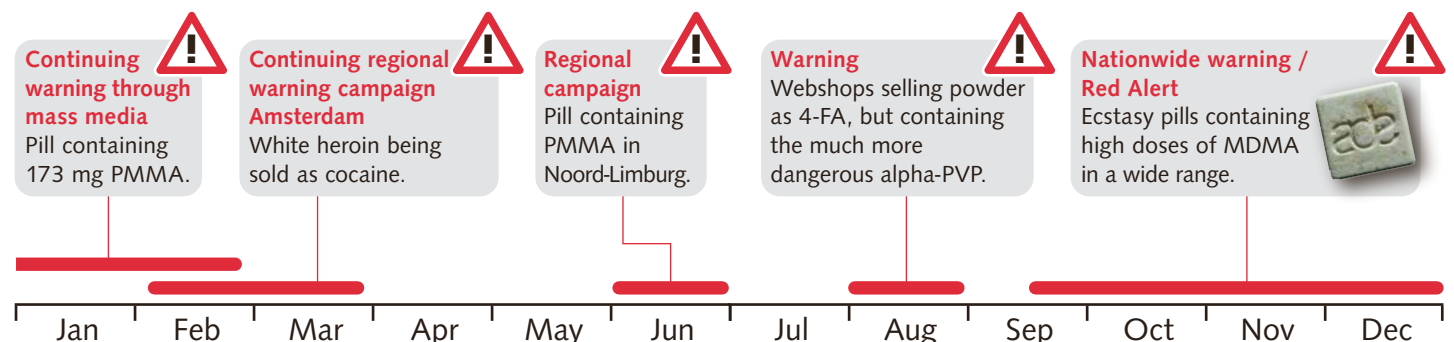 Continuing
warning through
mass media
Pill containing
173 mg PMMA.
Continuing regional
warning campaign
Amsterdam
White heroin being
sold as cocaine.
Regional
campaign
Pill containing
PMMA in
Noord-Limburg.
Warning
Webshops selling powder
as 4-FA, but containing
the much more
dangerous alpha-PVP.
Nationwide warning /
Red Alert
Ecstasy pills containing
high doses of MDMA
in a wide range.
ade
!
!
!
!
!
Jan Feb Mar Apr May Jun Jul Aug Sep Oct Nov Dec